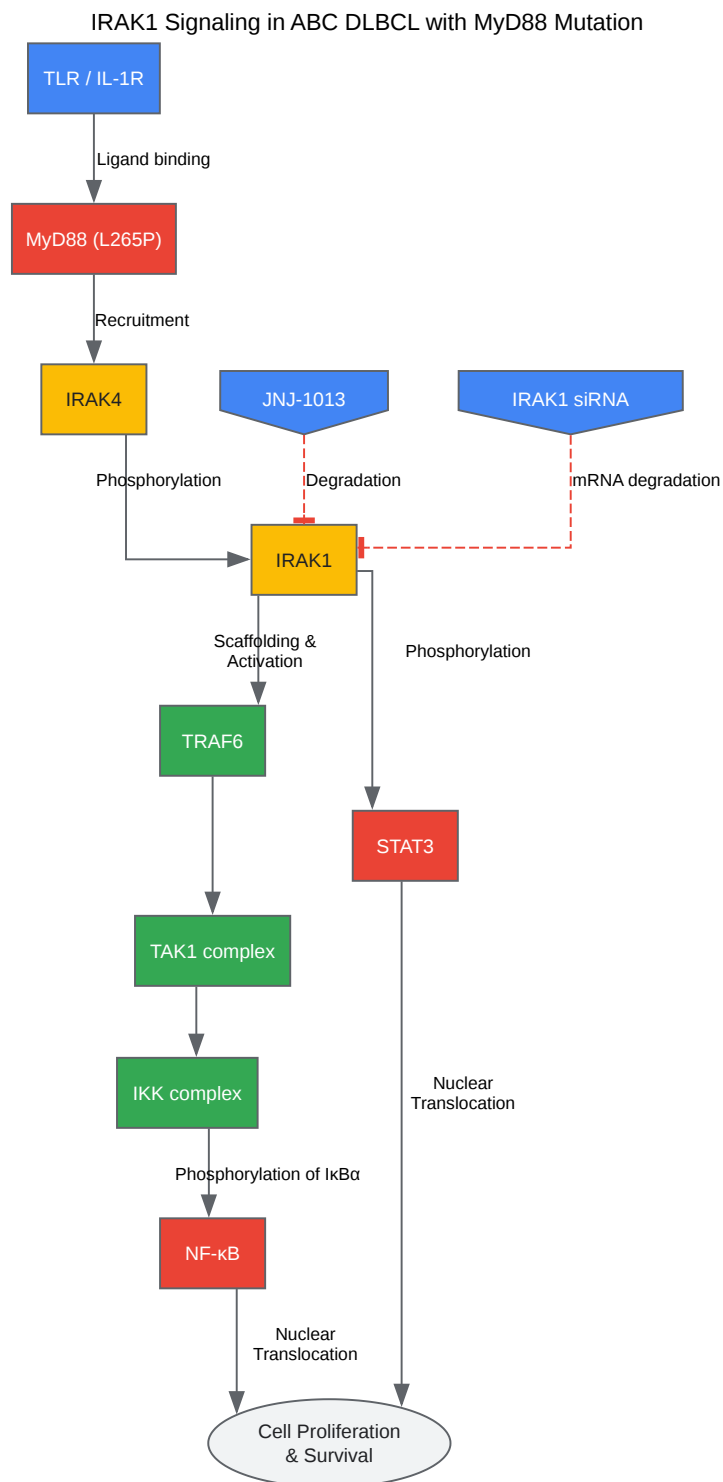 IRAK1 Signaling in ABC DLBCL with MyD88 Mutation
TLR / IL-1R
Ligand binding
MyD88 (L265P)
Recruitment
IRAK4
JNJ-1013
IRAK1 siRNA
Phosphorylation
Degradation
mRNA degradation
IRAK1
Scaffolding &
Activation
Phosphorylation
TRAF6
STAT3
TAK1 complex
IKK complex
Nuclear
Translocation
Phosphorylation of IκBα
NF-κB
Nuclear
Translocation
Cell Proliferation
& Survival